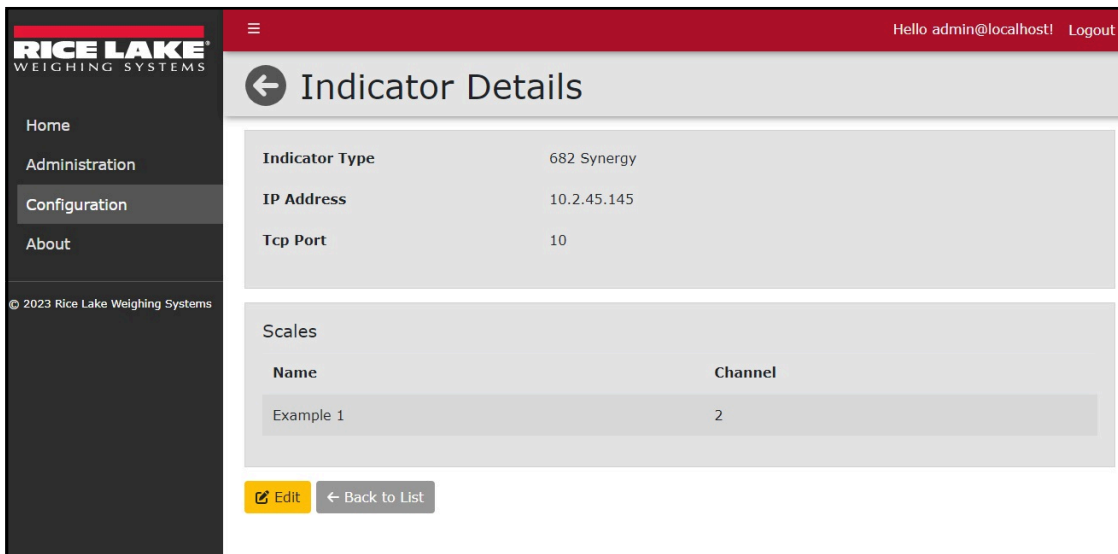 RICE LAKE®
WEIGHING SYSTEMS
Home
Administration
Configuration
About
© 2023 Rice Lake Weighing Systems
Hello admin@localhost! Logout
Indicator Details
Indicator Type 682 Synergy
IP Address 10.2.45.145
Tcp Port 10
Scales
Name Channel
Example 1 2
Edit ← Back to List